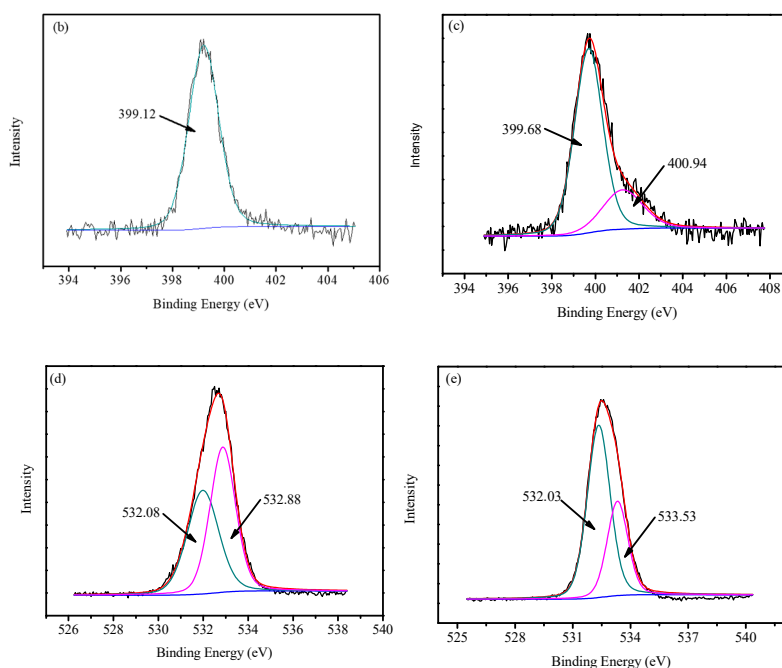 (b)
399.12
Intensity
394 396 398 400 402 404 406
Binding Energy (eV)
(c)
399.68
400.94
Intensity
394 396 398 400 402 404 406 408
Binding Energy (eV)
(d)
532.08
532.88
Intensity
526 528 530 532 534 536 538 540
Binding Energy (eV)
(e)
532.03
533.53
Intensity
525 528 531 534 537 540
Binding Energy (eV)